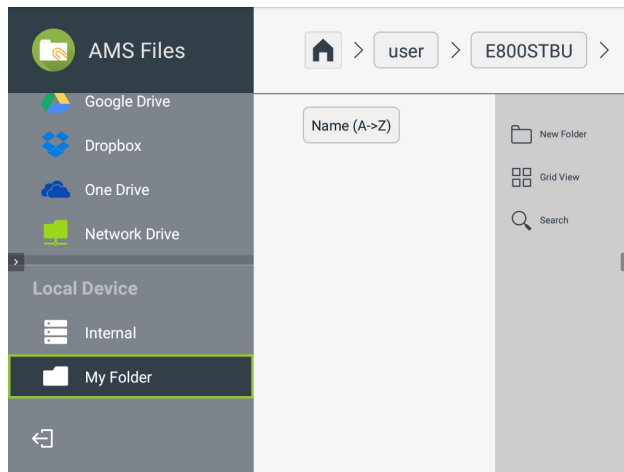 AMS Files
> user > E800STBU >
Google Drive
Dropbox
One Drive
Network Drive
Local Device
Internal
My Folder
Name (A->Z)
New Folder
Grid View
Search